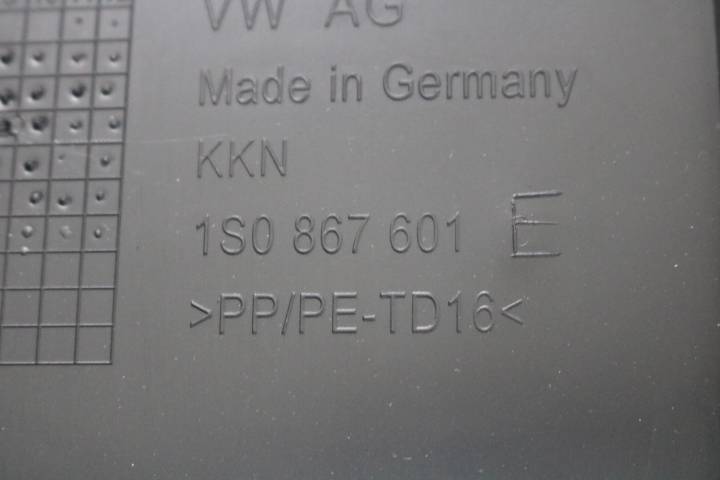 VW AG
Made in Germany
KKN
1S0 867 601 E
>PP/PE-TD16<